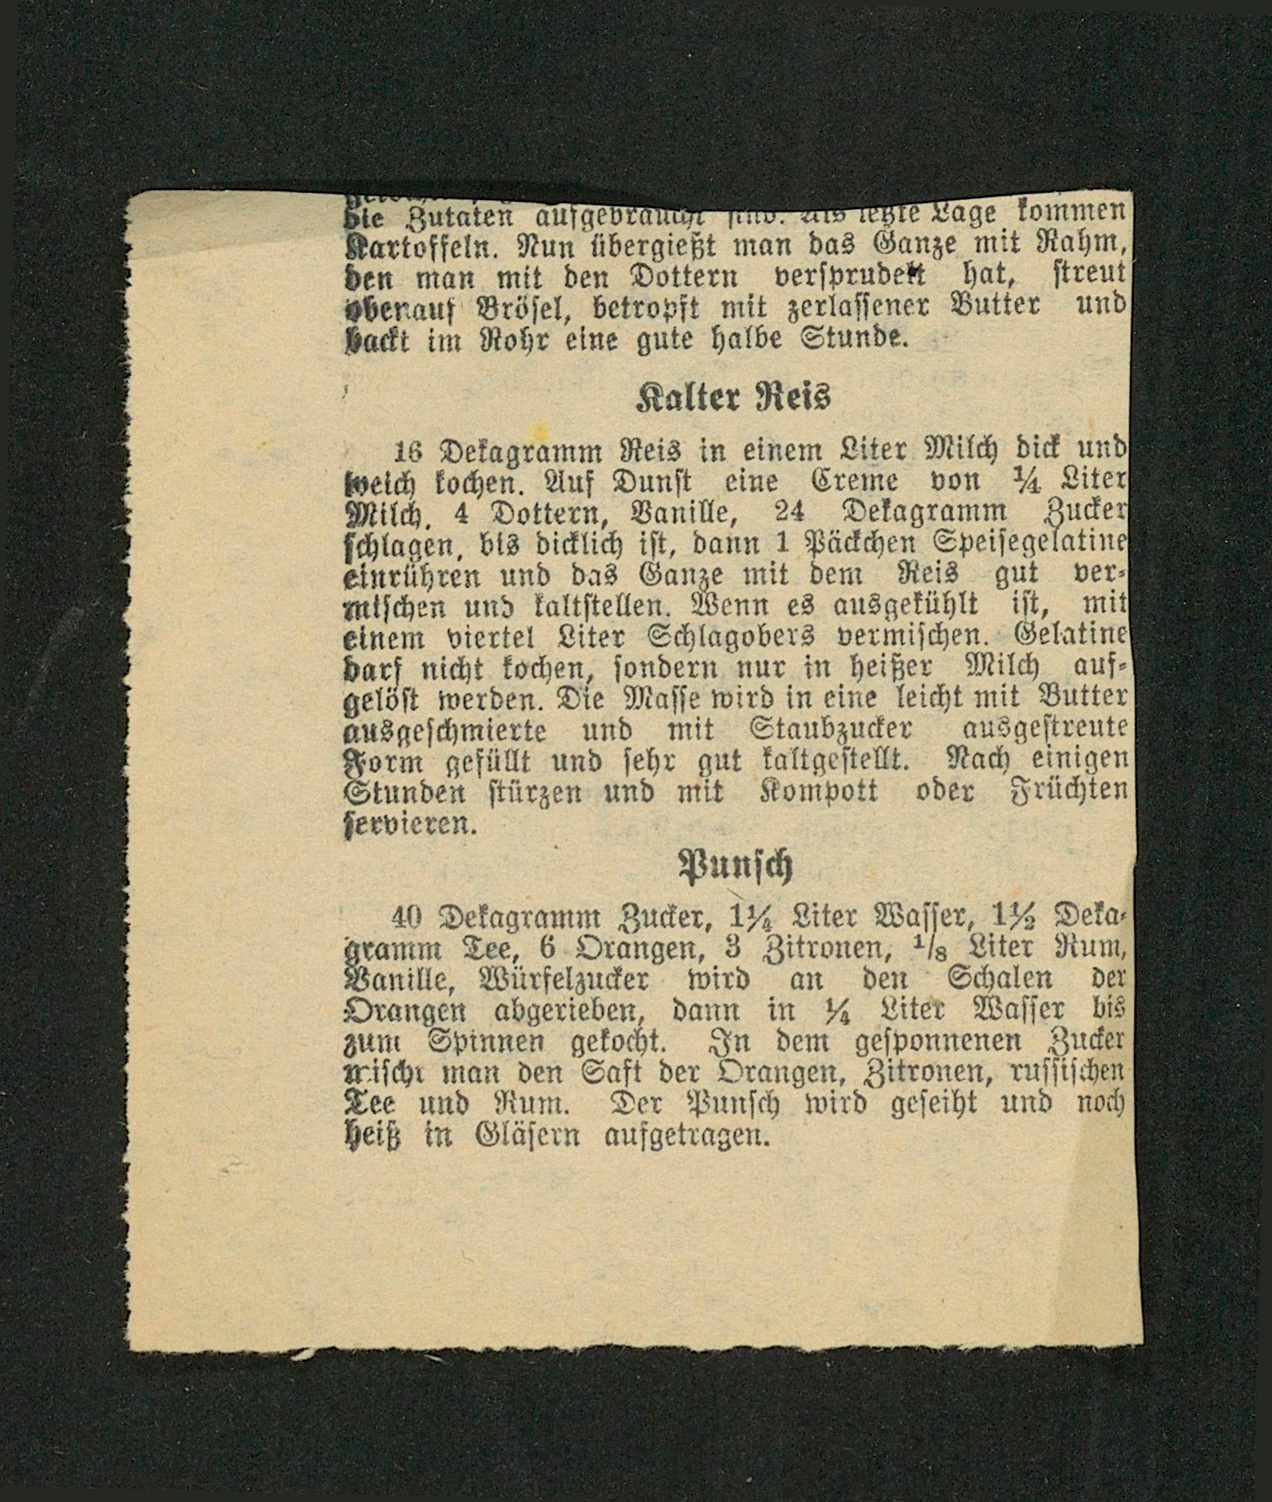 die Zutaten aufgebraucht sind. Als letzte Lage kommen
Kartoffeln. Nun übergießt man das Ganze mit Rahm,
den man mit den Dottern versprudelt hat, streut
obenauf Brösel, betropft mit zerlassener Butter und
backt im Rohr eine gute halbe Stunde.
Kalter Reis
16 Dekagramm Reis in einem Liter Milch dick und
weich kochen. Auf Dunst eine Creme von ¼ Liter
Milch, 4 Dottern, Vanille, 24 Dekagramm Zucker
schlagen, bis dicklich ist, dann 1 Päckchen Speisegelatine
einrühren und das Ganze mit dem Reis gut ver-
mischen und kaltstellen. Wenn es ausgekühlt ist, mit
einem viertel Liter Schlagobers vermischen. Gelatine
darf nicht kochen, sondern nur in heißer Milch auf-
gelöst werden. Die Masse wird in eine leicht mit Butter
ausgeschmierte und mit Staubzucker ausgestreute
Form gefüllt und sehr gut kaltgestellt. Nach einigen
Stunden stürzen und mit Kompott oder Früchten
servieren.
Punsch
40 Dekagramm Zucker, 1¼ Liter Wasser, 1½ Deka-
gramm Tee, 6 Orangen, 3 Zitronen, ⅛ Liter Rum,
Vanille, Würfelzucker wird an den Schalen der
Orangen abgerieben, dann in ¼ Liter Wasser bis
zum Spinnen gekocht. In dem gesponnenen Zucker
mischt man den Saft der Orangen, Zitronen, russischen
Tee und Rum. Der Punsch wird geseiht und noch
heiß in Gläsern aufgetragen.